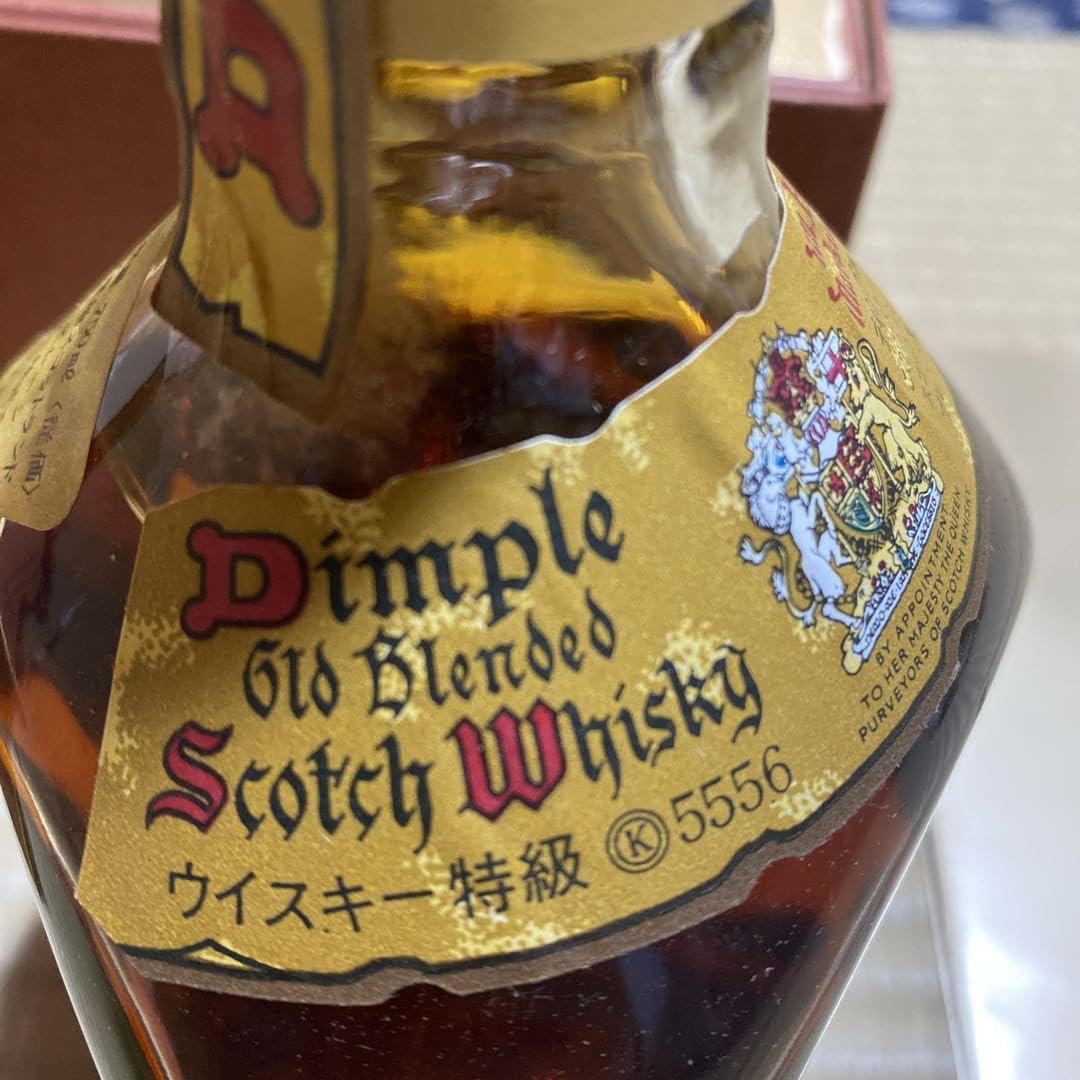 Dimple
Old Blended
Scotch Whisky
ウイスキー特級 Ⓚ5556
BY APPOINTMENT
TO HER MAJESTY THE QUEEN
PURVEYORS OF SCOTCH WHISKY